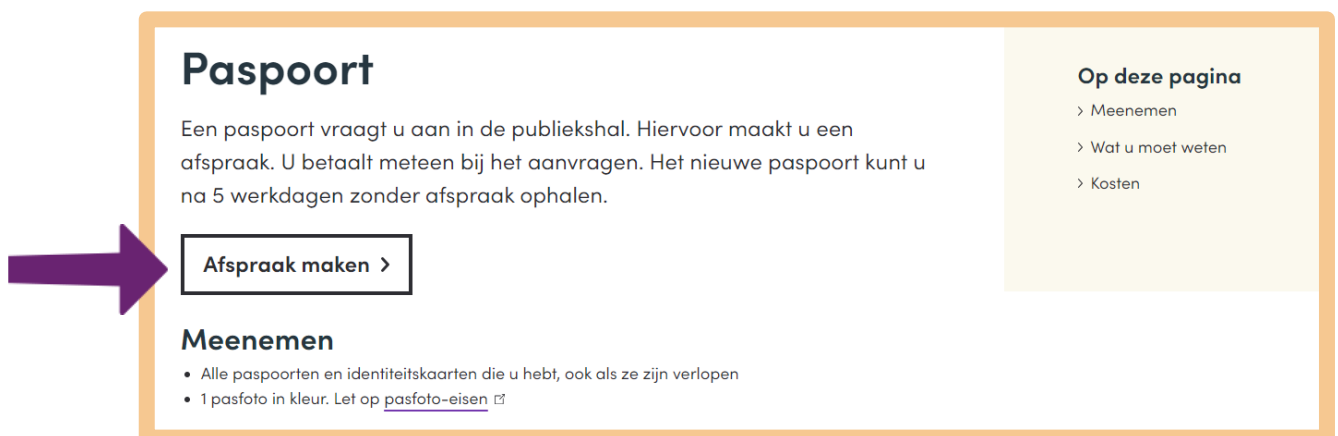 Paspoort
Een paspoort vraagt u aan in de publiekshal. Hiervoor maakt u een
afspraak. U betaalt meteen bij het aanvragen. Het nieuwe paspoort kunt u
na 5 werkdagen zonder afspraak ophalen.
Afspraak maken >
Meenemen
• Alle paspoorten en identiteitskaarten die u hebt, ook als ze zijn verlopen
• 1 pasfoto in kleur. Let op pasfoto-eisen
Op deze pagina
> Meenemen
> Wat u moet weten
> Kosten